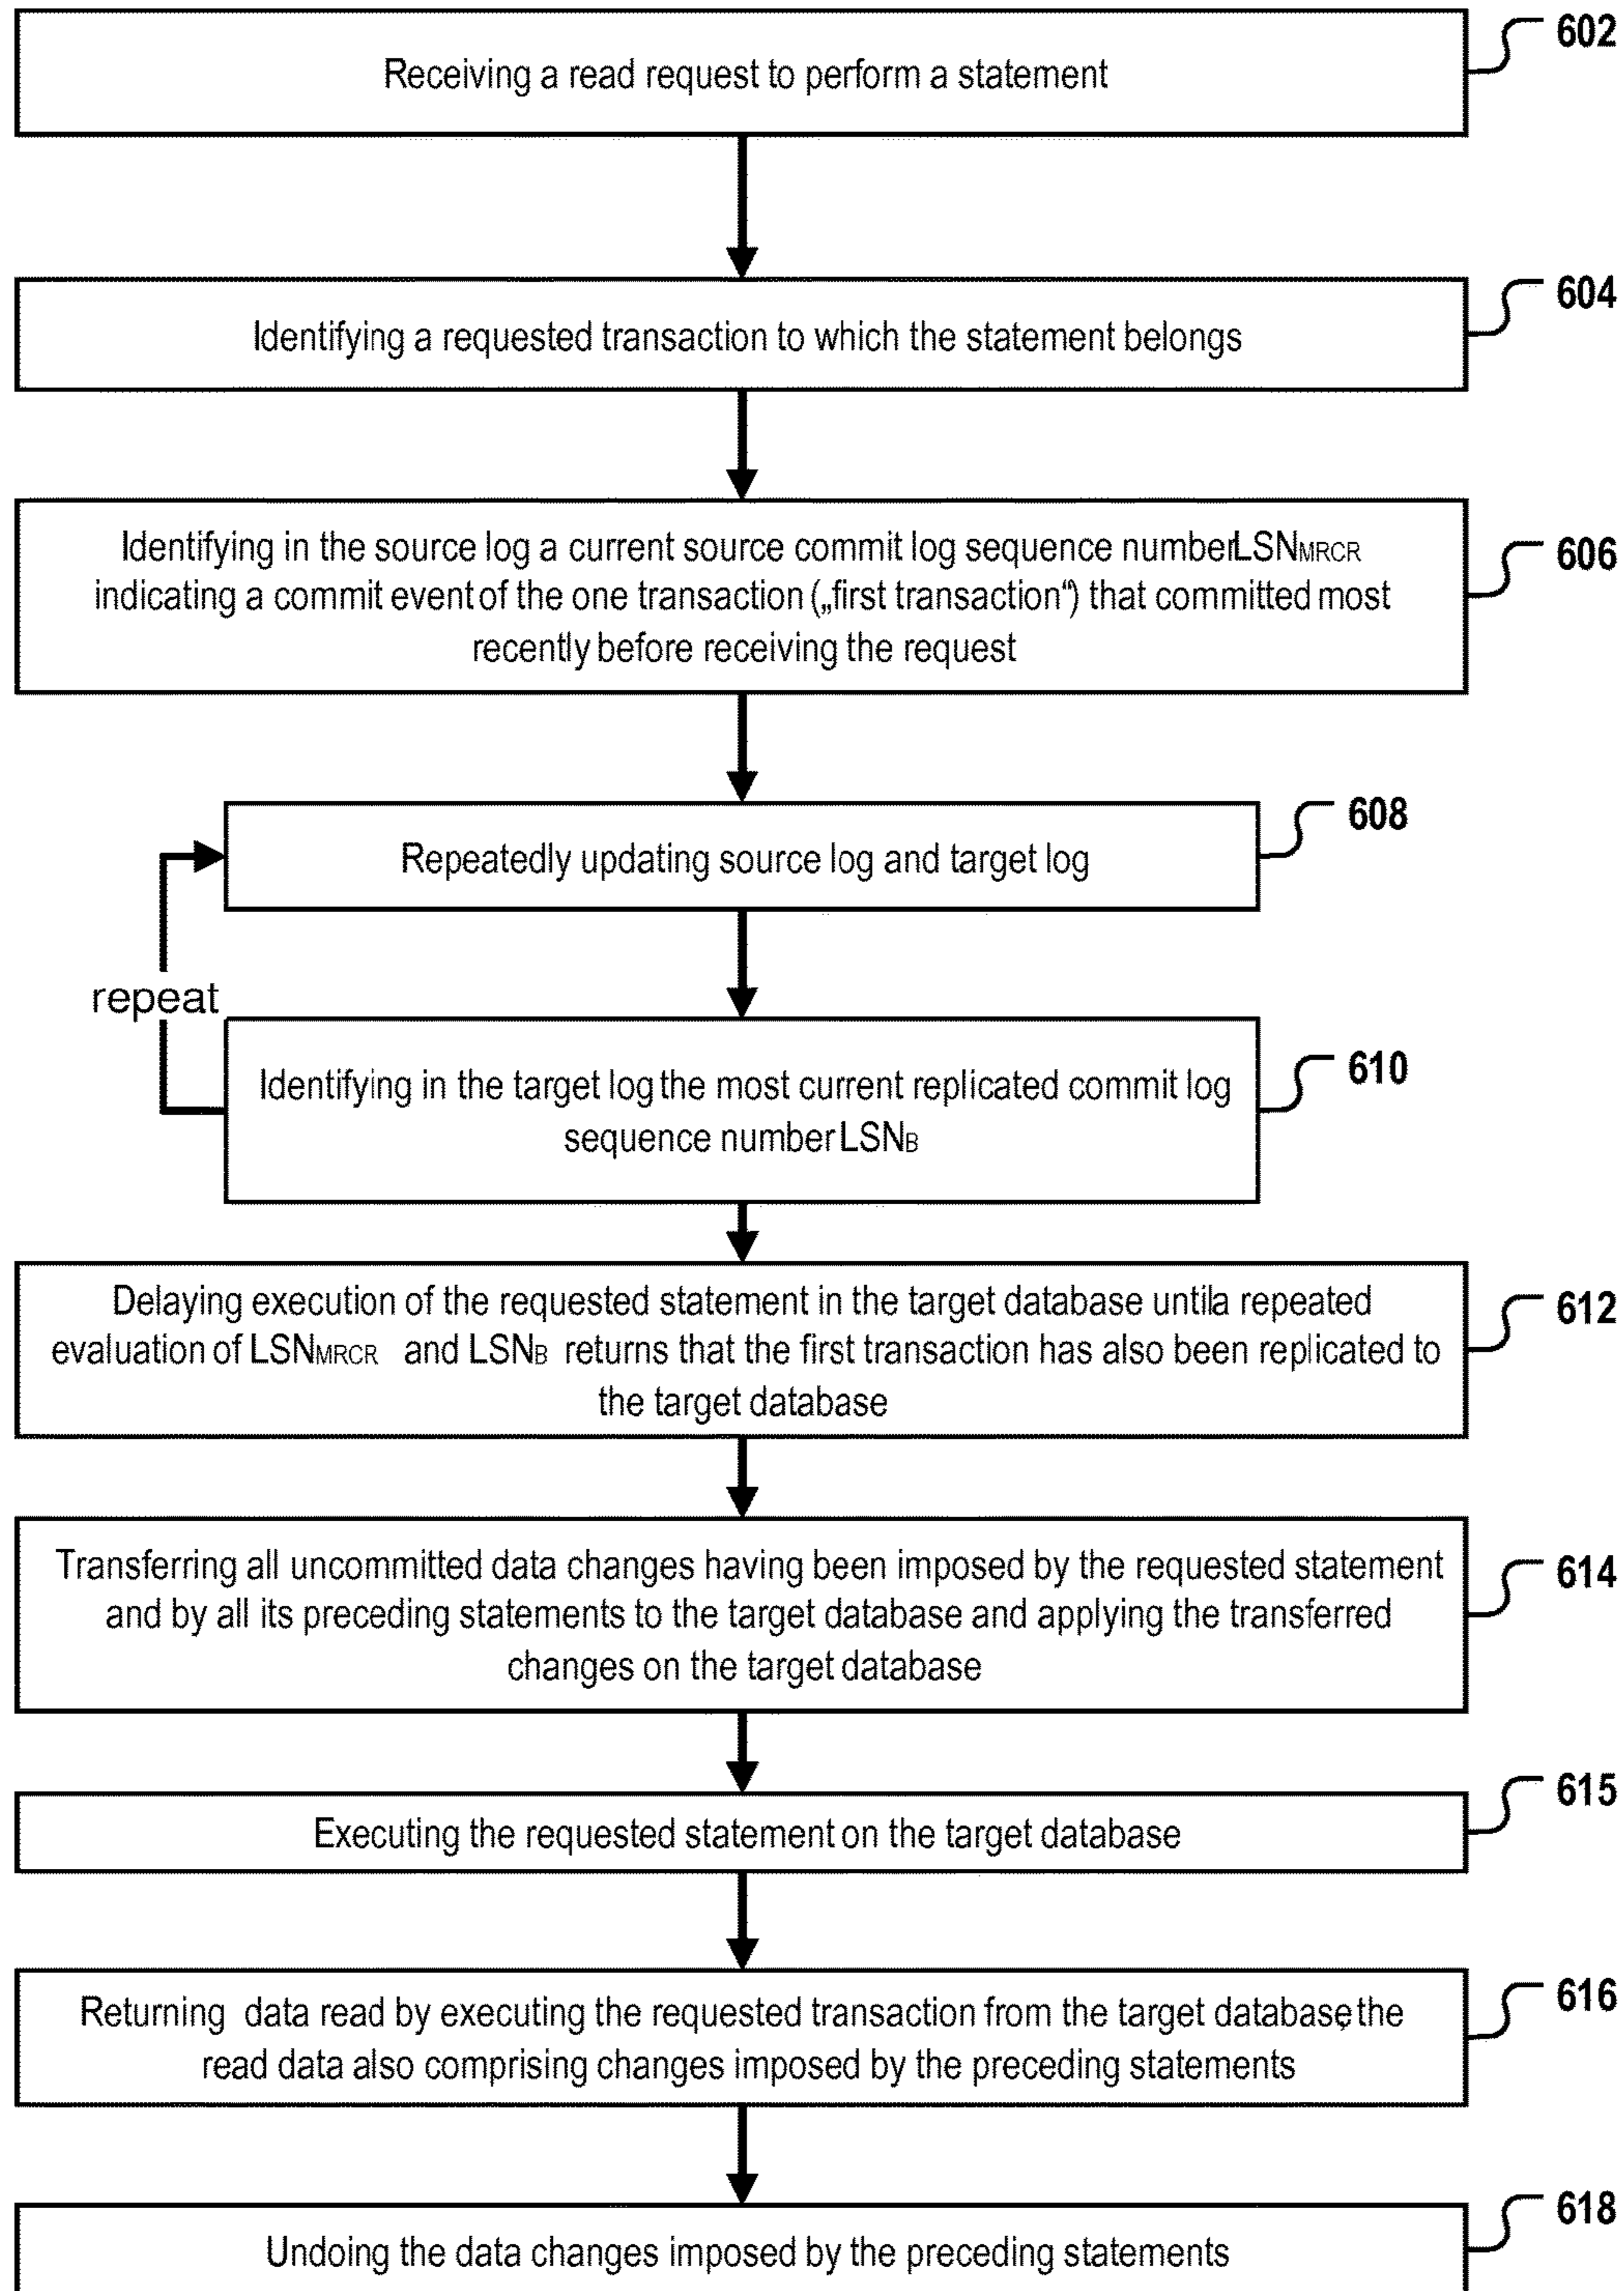 Receiving a read request to perform a statement
602
Identifying a requested transaction to which the statement belongs
604
Identifying in the source log a current source commit log sequence numberLSNMRCR
indicating a commit event of the one transaction („first transaction“) that committed most
recently before receiving the request
606
Repeatedly updating source log and target log
608
repeat
Identifying in the target log the most current replicated commit log
sequence number LSNB
610
Delaying execution of the requested statement in the target database untila repeated
evaluation of LSNMRCR and LSNB returns that the first transaction has also been replicated to
the target database
612
Transferring all uncommitted data changes having been imposed by the requested statement
and by all its preceding statements to the target database and applying the transferred
changes on the target database
614
Executing the requested statement on the target database
615
Returning data read by executing the requested transaction from the target database,the
read data also comprising changes imposed by the preceding statements
616
Undoing the data changes imposed by the preceding statements
618